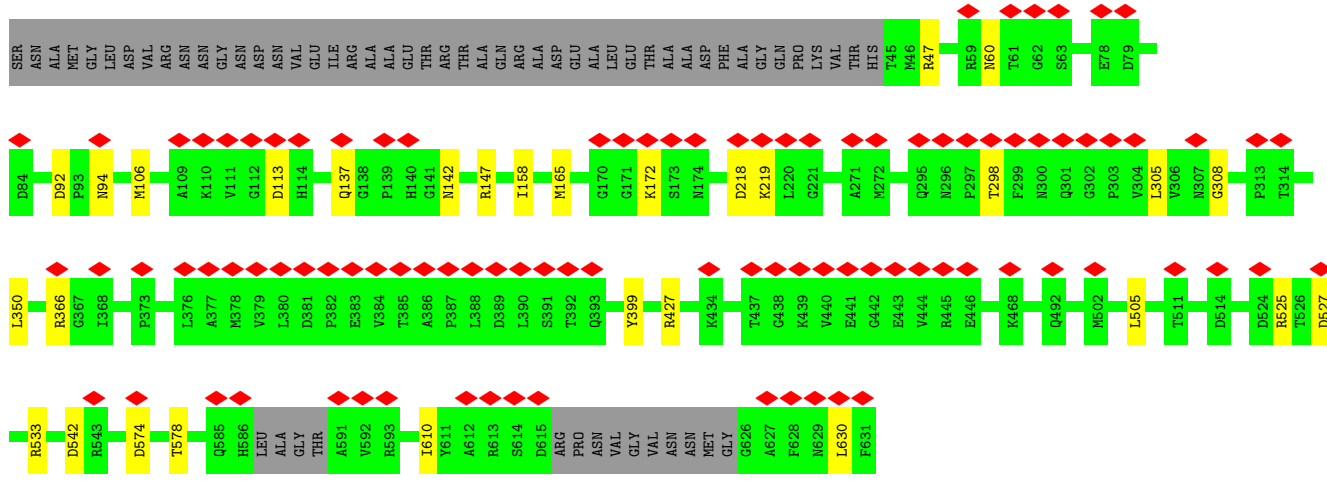 SER ASN ALA MET GLY LEU ASP VAL ARG ASN ASN GLY ASN ASP ASN VAL GLU ILE ARG ALA ALA GLU THR ARG THR ALA GLN ARG ALA ASP GLU ALA LEU GLU THR ALA ALA ASP PHE ALA GLY GLN PRO LYS VAL THR HIS T45 M46 R47 R59 N60 T61 G62 S63 E78 D79
D84 D92 P93 N94 M106 A109 K110 V111 G112 D113 H114 Q137 G138 P139 H140 G141 N142 R147 I158 M165 G170 G171 K172 S173 N174 D218 K219 L220 G221 A271 M272 Q295 N296 P297 T298 F299 N300 Q301 G302 P303 V304 L305 V306 N307 G308 P313 T314
L350 R366 G367 I368 P373 L376 A377 M378 V379 L380 D381 P382 E383 V384 T385 A386 P387 L388 D389 L390 S391 T392 Q393 Y399 R427 K434 T437 G438 K439 V440 E441 G442 E443 V444 R445 E446 K468 Q492 M502 L505 T511 D514 D524 R525 T526 D527
R533 D542 R543 D574 T578 Q585 H586 LEU ALA GLY THR A591 V592 R593 I610 Y611 A612 R613 S614 D615 ARG PRO ASN VAL GLY VAL ASN ASN MET GLY G626 A627 F628 N629 L630 F631